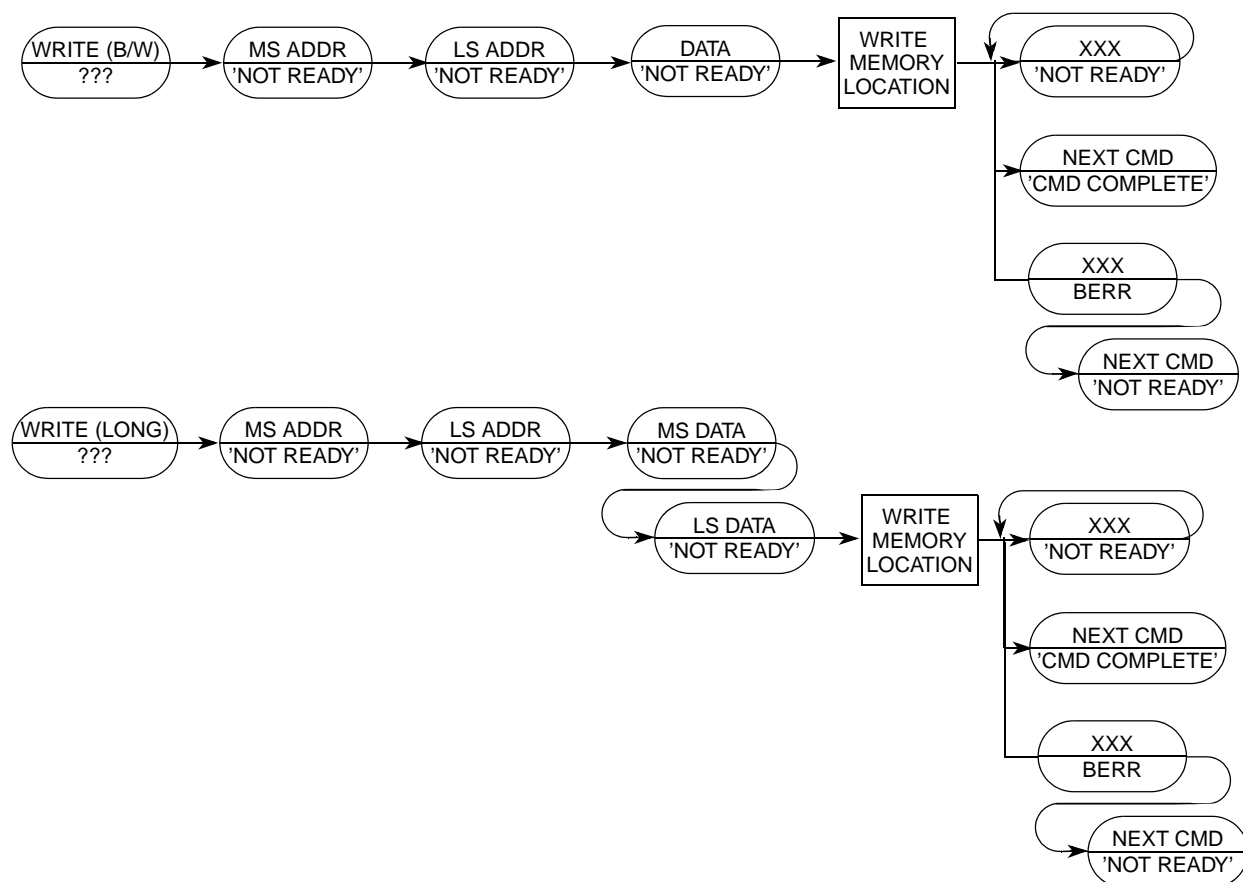 WRITE (B/W)
???
MS ADDR
'NOT READY'
LS ADDR
'NOT READY'
DATA
'NOT READY'
WRITE
MEMORY
LOCATION
XXX
'NOT READY'
NEXT CMD
'CMD COMPLETE'
XXX
BERR
NEXT CMD
'NOT READY'
WRITE (LONG)
???
MS ADDR
'NOT READY'
LS ADDR
'NOT READY'
MS DATA
'NOT READY'
LS DATA
'NOT READY'
WRITE
MEMORY
LOCATION
XXX
'NOT READY'
NEXT CMD
'CMD COMPLETE'
XXX
BERR
NEXT CMD
'NOT READY'